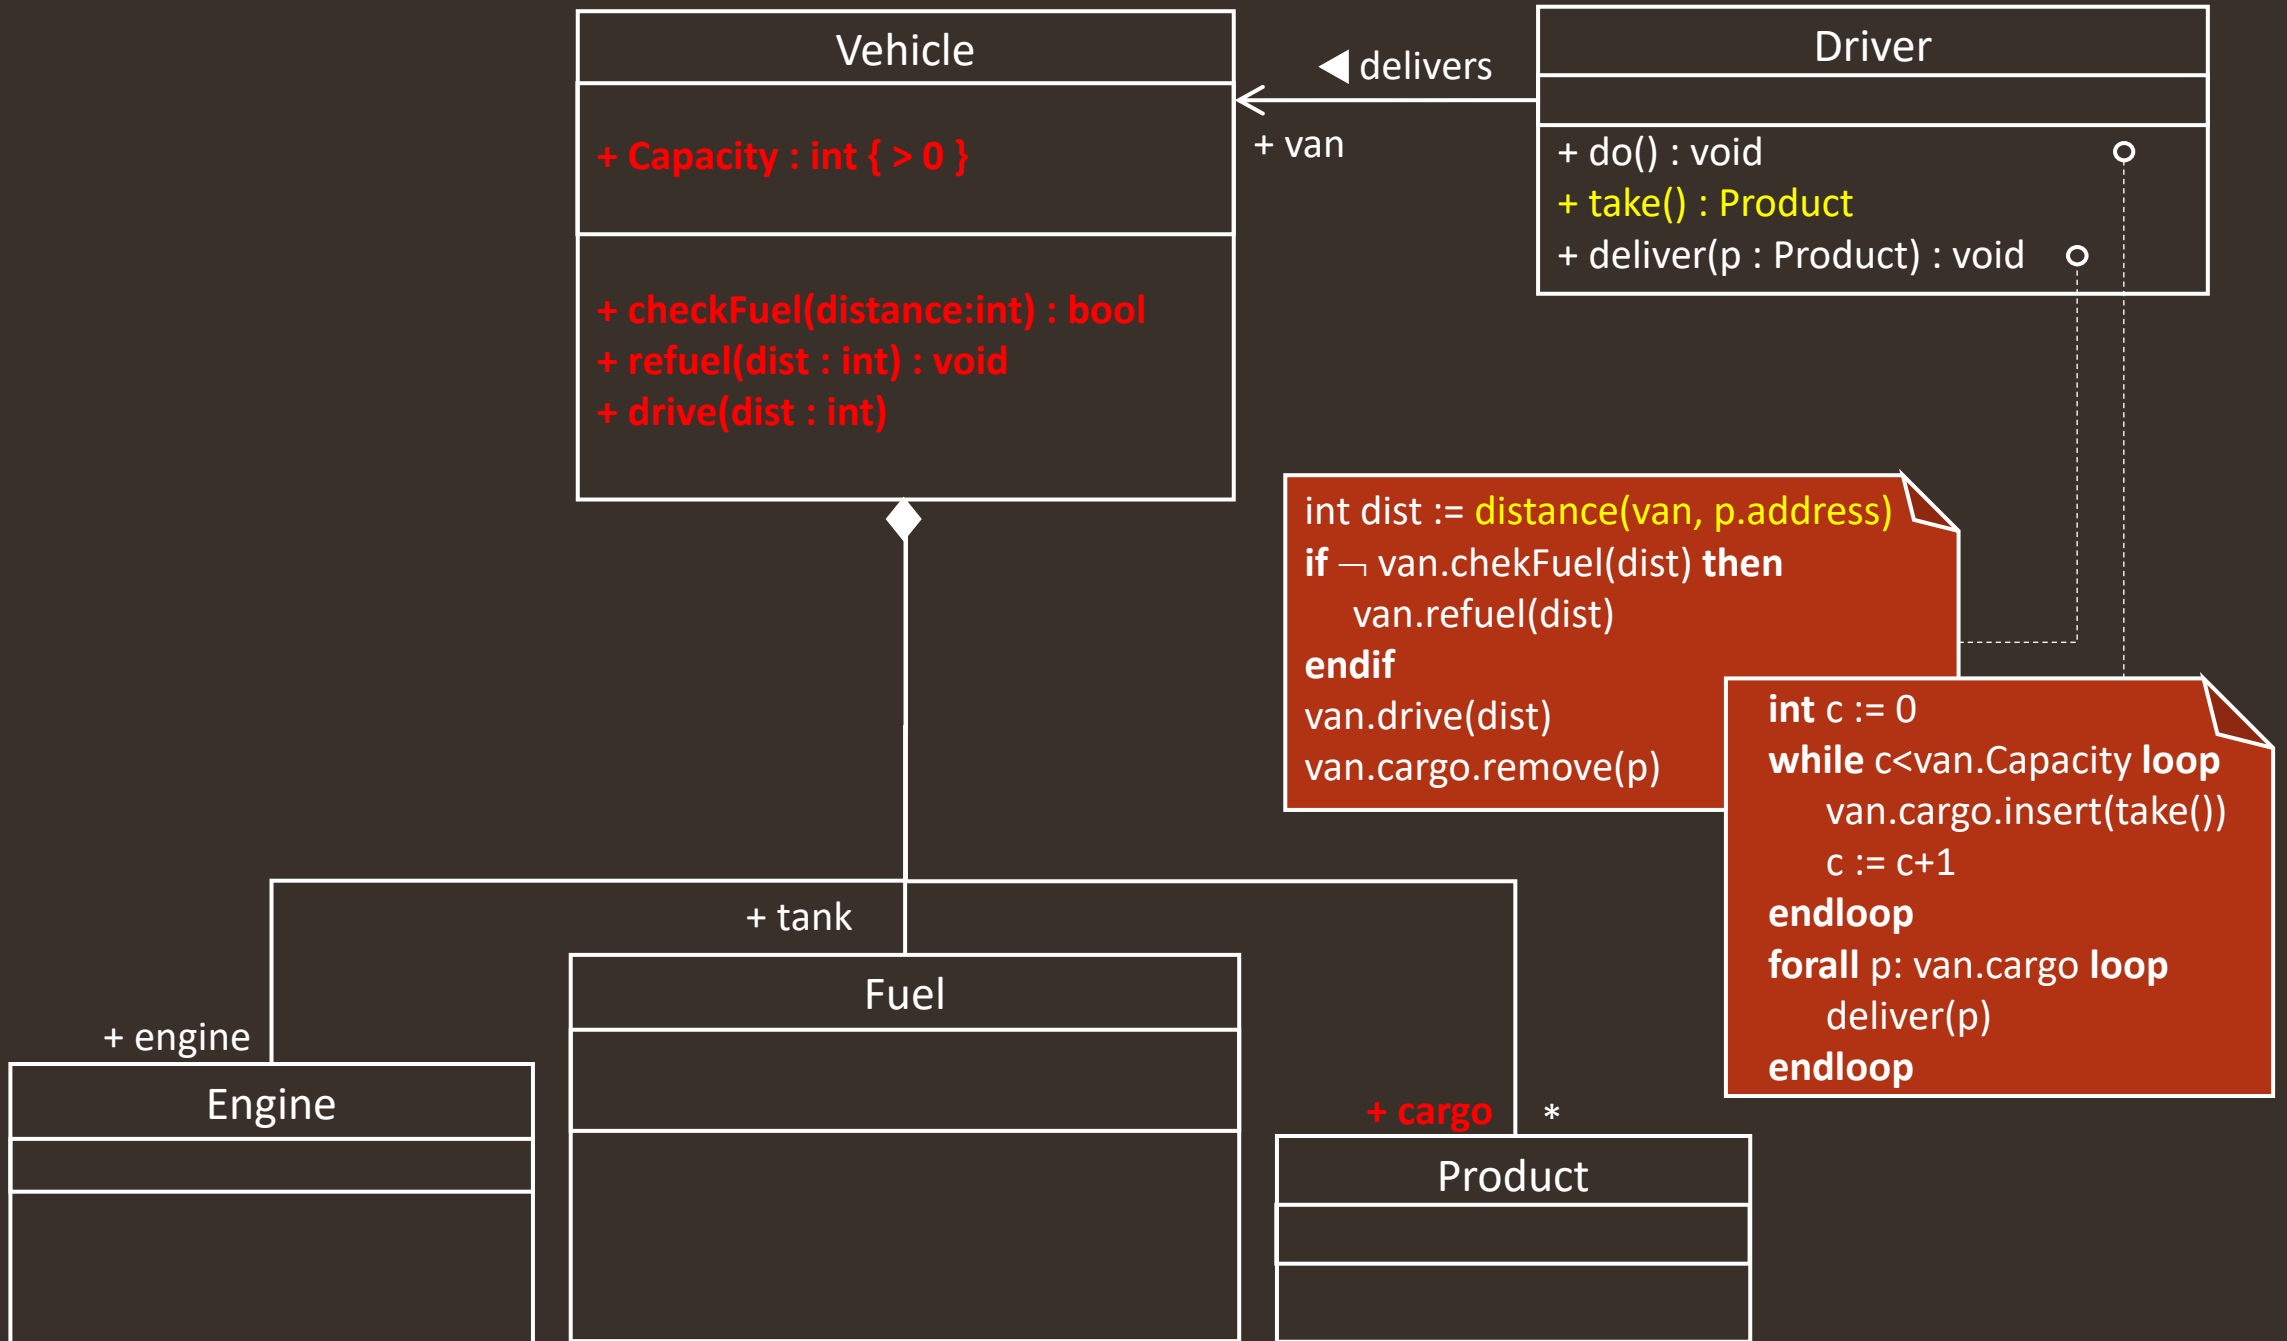 Vehicle
+ Capacity : int { > 0 }
+ checkFuel(distance:int) : bool
+ refuel(dist : int) : void
+ drive(dist : int)
◀ delivers
+ van
Driver
+ do() : void
+ take() : Product
+ deliver(p : Product) : void
int dist := distance(van, p.address)
if ¬ van.chekFuel(dist) then
van.refuel(dist)
endif
van.drive(dist)
van.cargo.remove(p)
int c := 0
while c<van.Capacity loop
van.cargo.insert(take())
c := c+1
endloop
forall p: van.cargo loop
deliver(p)
endloop
+ tank
Fuel
+ engine
Engine
+ cargo *
Product